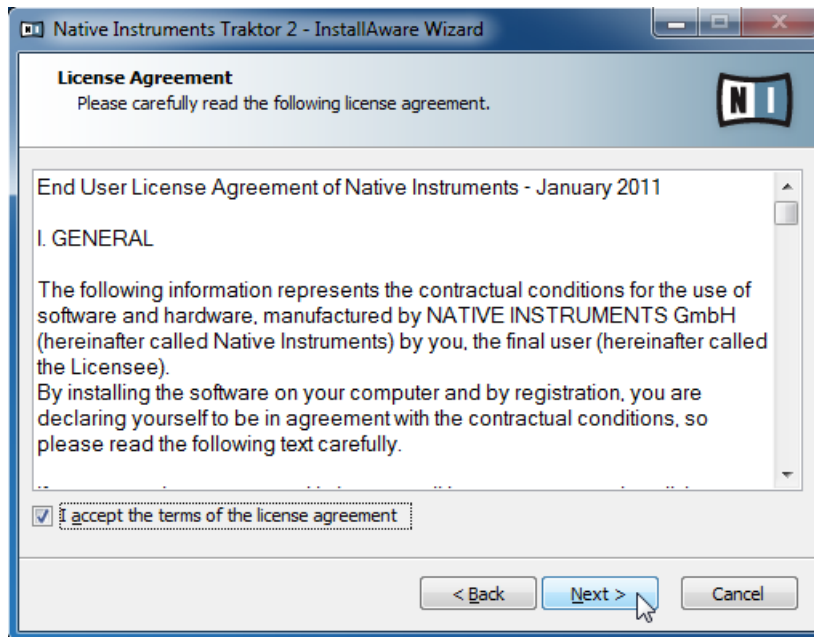 Native Instruments Traktor 2 - InstallAware Wizard
License Agreement
Please carefully read the following license agreement.
N I
End User License Agreement of Native Instruments - January 2011
I. GENERAL
The following information represents the contractual conditions for the use of
software and hardware, manufactured by NATIVE INSTRUMENTS GmbH
(hereinafter called Native Instruments) by you, the final user (hereinafter called
the Licensee).
By installing the software on your computer and by registration, you are
declaring yourself to be in agreement with the contractual conditions, so
please read the following text carefully.
I accept the terms of the license agreement
< Back Next > Cancel